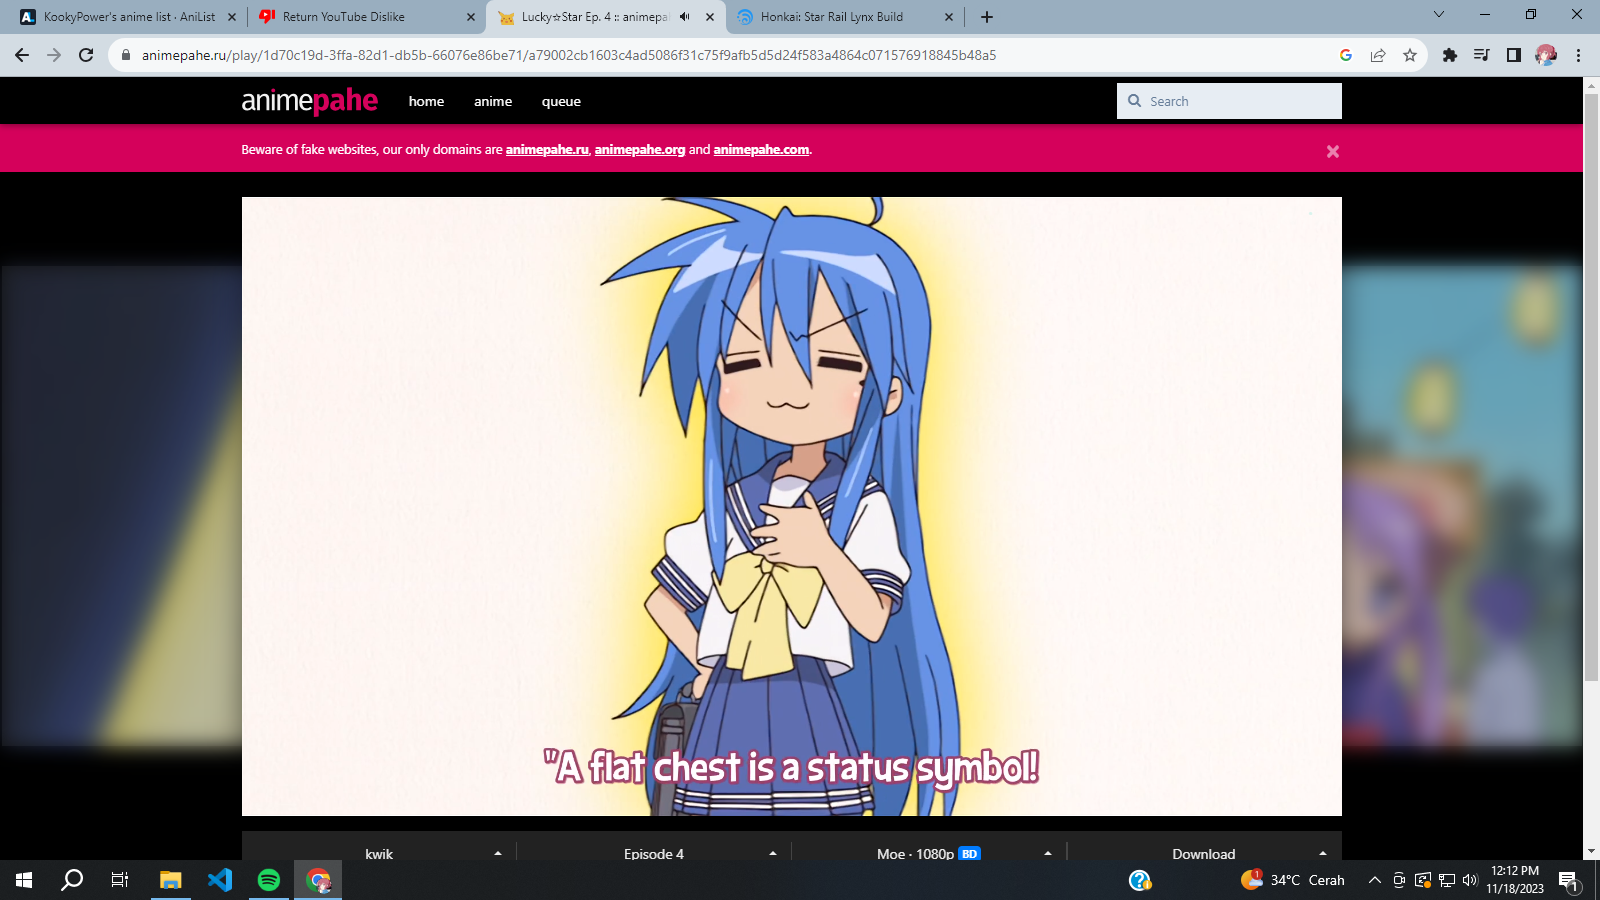 KookyPower's anime list · AniList
Return YouTube Dislike
Lucky☆Star Ep. 4 :: animepah
Honkai: Star Rail Lynx Build
animepahe.ru/play/1d70c19d-3ffa-82d1-db5b-66076e86be71/a79002cb1603c4ad5086f31c75f9afb5d5d24f583a4864c071576918845b48a5
animepahe
home
anime
queue
Search
Beware of fake websites, our only domains are animepahe.ru, animepahe.org and animepahe.com.
"A flat chest is a status symbol!
kwik
Episode 4
Moe · 1080p BD
Download
34°C Cerah
12:12 PM
11/18/2023
1
1